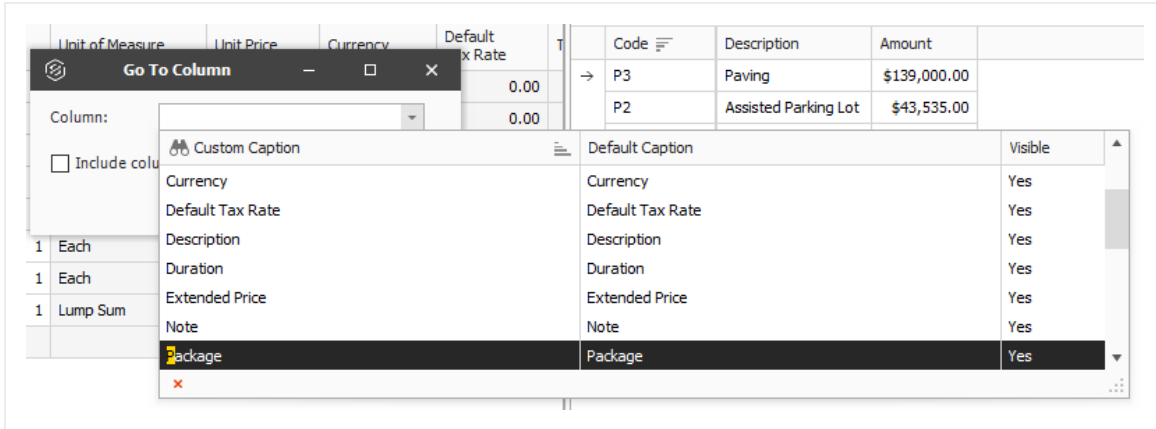 Unit of Measure Unit Price Currency Default
x Rate T
Code Description Amount
Go To Column
0.00
P3 Paving $139,000.00
Column:
0.00
P2 Assisted Parking Lot $43,535.00
Include colu
Custom Caption Default Caption Visible
Currency Currency Yes
Default Tax Rate Default Tax Rate Yes
Description Description Yes
Duration Duration Yes
Extended Price Extended Price Yes
Note Note Yes
Package Package Yes
1 Each
1 Each
1 Lump Sum